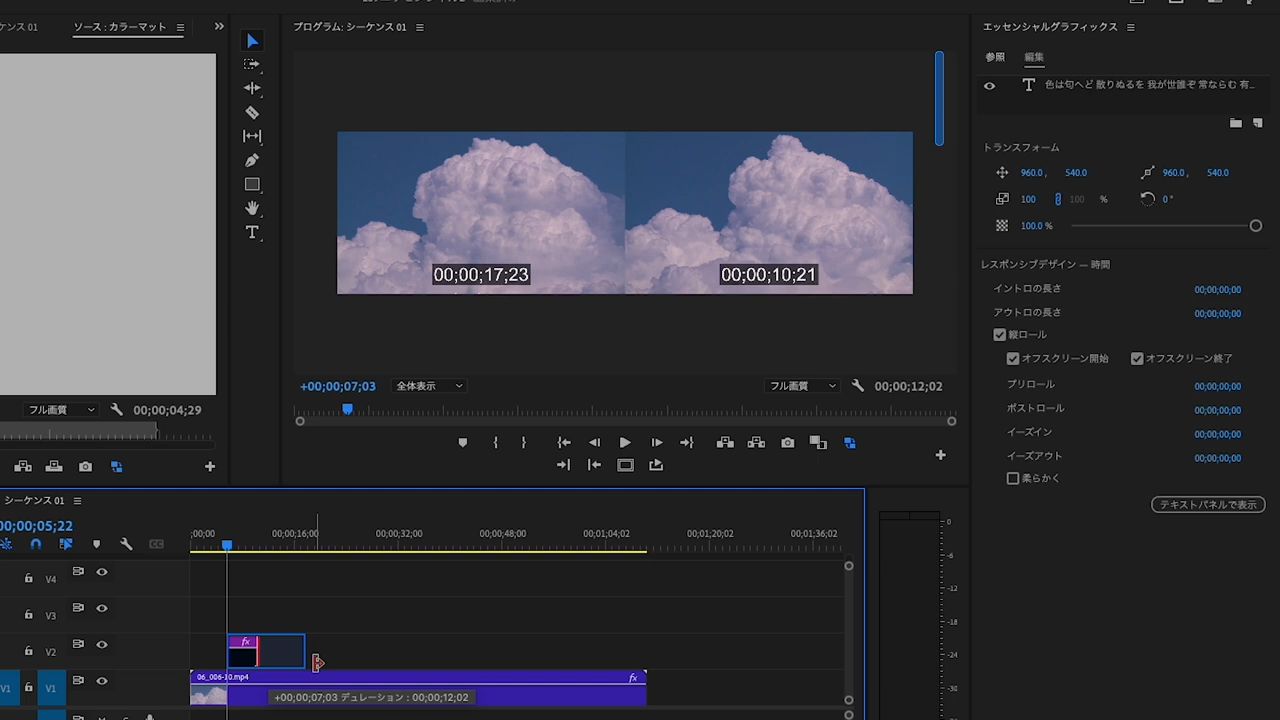 ケンス 01
ソース : カラーマット
プログラム: シーケンス 01
エッセンシャルグラフィックス
参照
編集
色は匂へど 散りぬるを 我が世誰ぞ 常ならむ 有...
トランスフォーム
960.0 ,
540.0
960.0 ,
540.0
100
100
%
0 °
100.0 %
00;00;17;23
00;00;10;21
レスポンシブデザイン — 時間
イントロの長さ
00;00;00;00
アウトロの長さ
00;00;00;00
縦ロール
オフスクリーン開始
オフスクリーン終了
プリロール
00;00;00;00
ポストロール
00;00;00;00
イーズイン
00;00;00;00
イーズアウト
00;00;00;00
柔らかく
テキストパネルで表示
フル画質
00;00;04;29
+00;00;07;03
全体表示
フル画質
00;00;12;02
シーケンス 01
00;00;05;22
;00;00
00;00;16;00
00;00;32;00
00;00;48;00
00;01;04;02
00;01;20;02
00;01;36;02
V4
V3
V2
fx
V1
V1
06_006-10.mp4
fx
+00;00;07;03 デュレーション : 00;00;12;02
0
-6
-12
-18
-24
-30